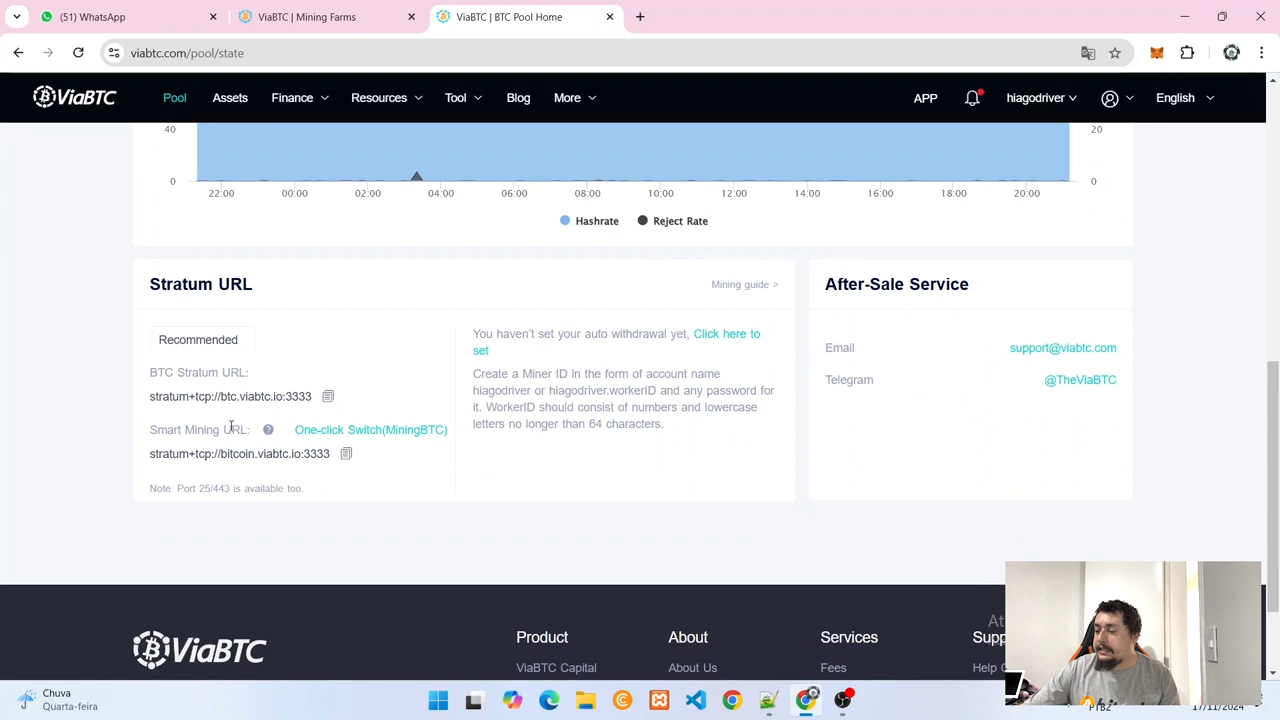 (51) WhatsApp
ViaBTC | Mining Farms
ViaBTC | BTC Pool Home
viabtc.com/pool/state
ViaBTC
Pool
Assets
Finance
Resources
Tool
Blog
More
APP
hiagodriver
English
40
20
0
0
22:00
00:00
02:00
04:00
06:00
08:00
10:00
12:00
14:00
16:00
18:00
20:00
Hashrate
Reject Rate
Stratum URL
Mining guide >
Recommended
BTC Stratum URL:
stratum+tcp://btc.viabtc.io:3333
Smart Mining URL:
One-click Switch(MiningBTC)
stratum+tcp://bitcoin.viabtc.io:3333
Note: Port 25/443 is available too.
You haven't set your auto withdrawal yet, Click here to
set
Create a Miner ID in the form of account name
hiagodriver or hiagodriver.workerID and any password for
it. WorkerID should consist of numbers and lowercase
letters no longer than 64 characters.
After-Sale Service
Email
support@viabtc.com
Telegram
@TheViaBTC
ViaBTC
Product
ViaBTC Capital
About
About Us
Services
Fees
Supp
Help C
At
Chuva
Quarta-feira
PTB2
17/11/2024